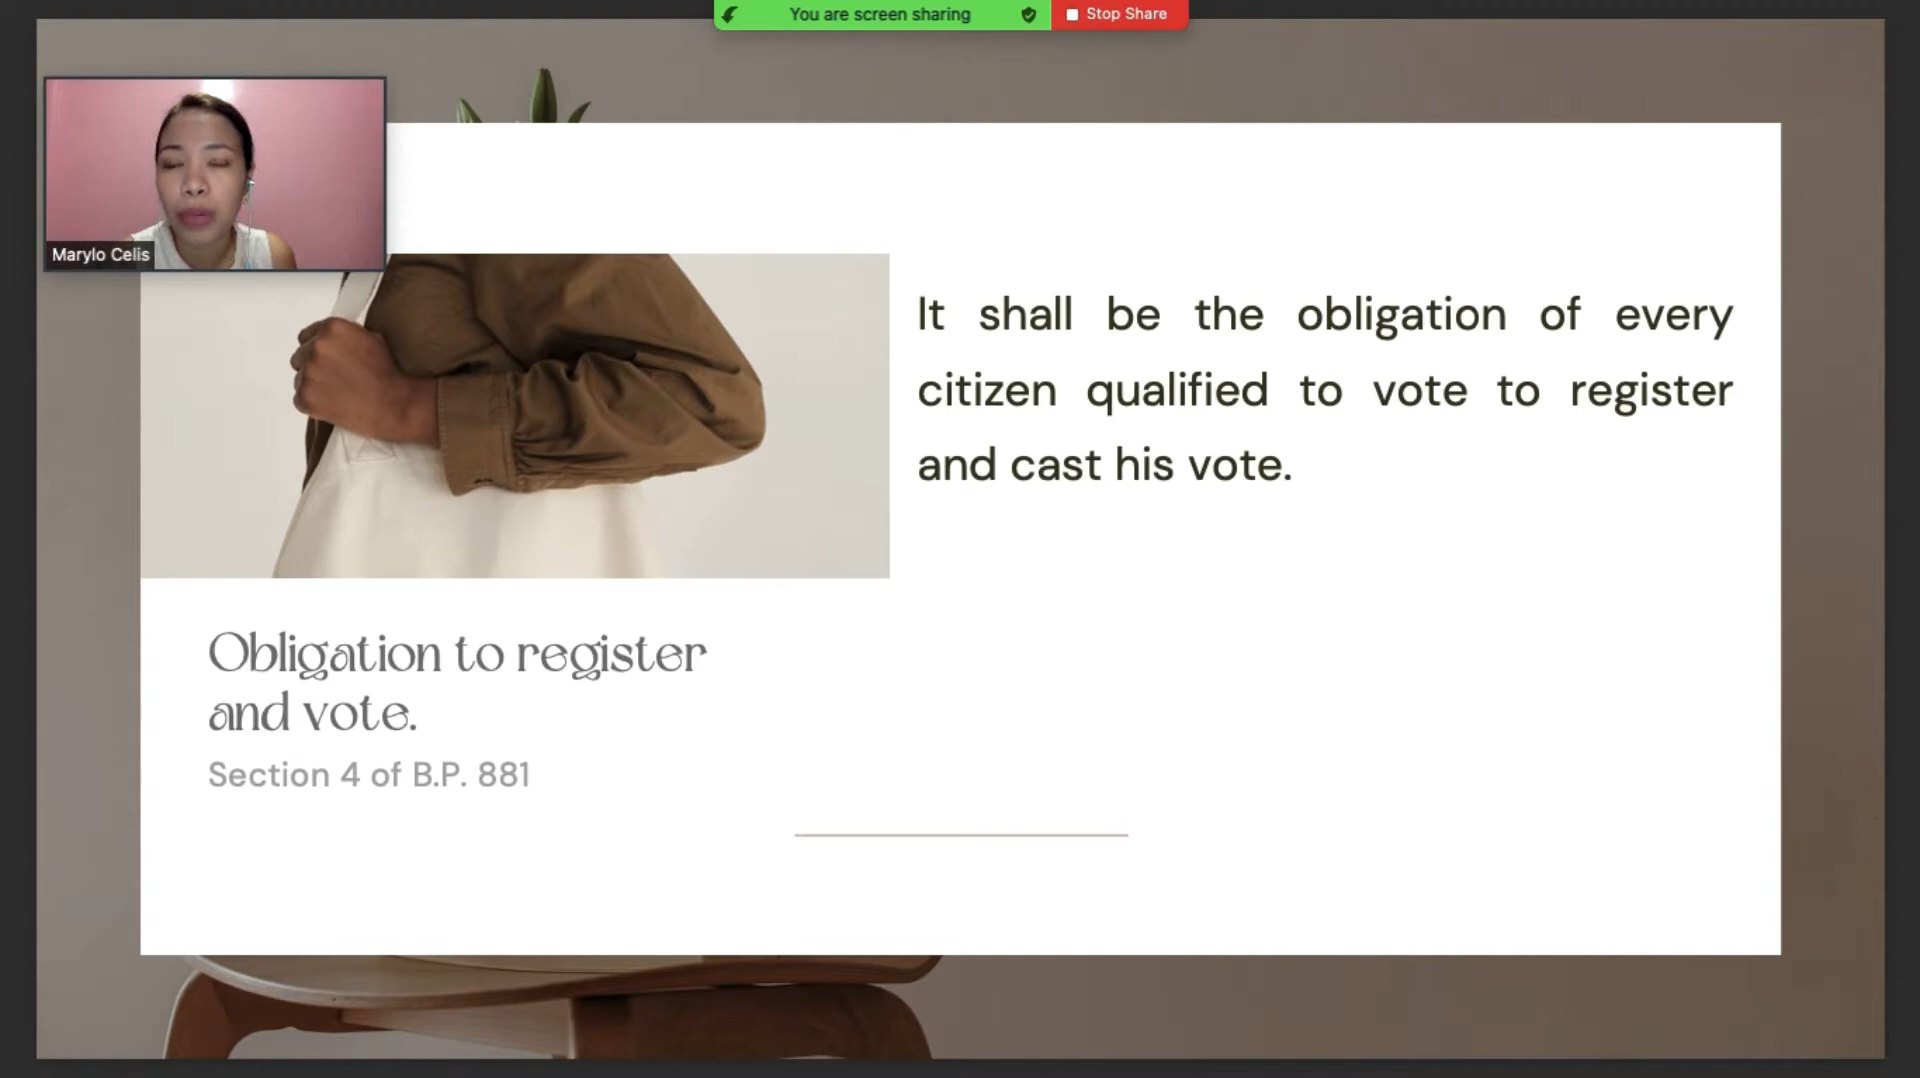 You are screen sharing
Stop Share
Marylo Celis
It shall be the obligation of every
citizen qualified to vote to register
and cast his vote.
Obligation to register
and vote.
Section 4 of B.P. 881